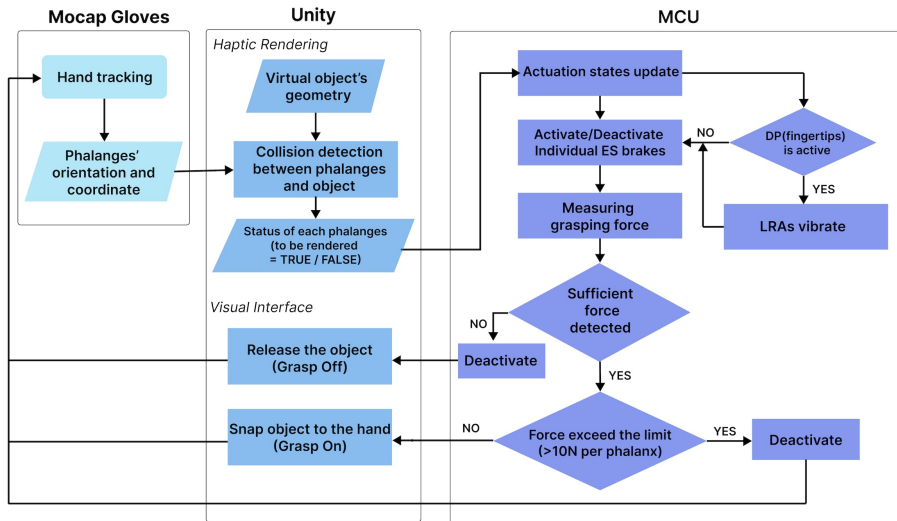 Mocap Gloves
Unity
MCU
Hand tracking
Phalanges’
orientation and
coordinate
Haptic Rendering
Virtual object’s
geometry
Collision detection
between phalanges
and object
Status of each phalanges
(to be rendered
= TRUE / FALSE)
Visual Interface
Release the object
(Grasp Off)
Snap object to the hand
(Grasp On)
Actuation states update
Activate/Deactivate
Individual ES brakes
NO
DP(fingertips)
is active
YES
LRAs vibrate
Measuring
grasping force
Sufficient
force
detected
NO
Deactivate
YES
Force exceed the limit
(>10N per phalanx)
NO
YES
Deactivate